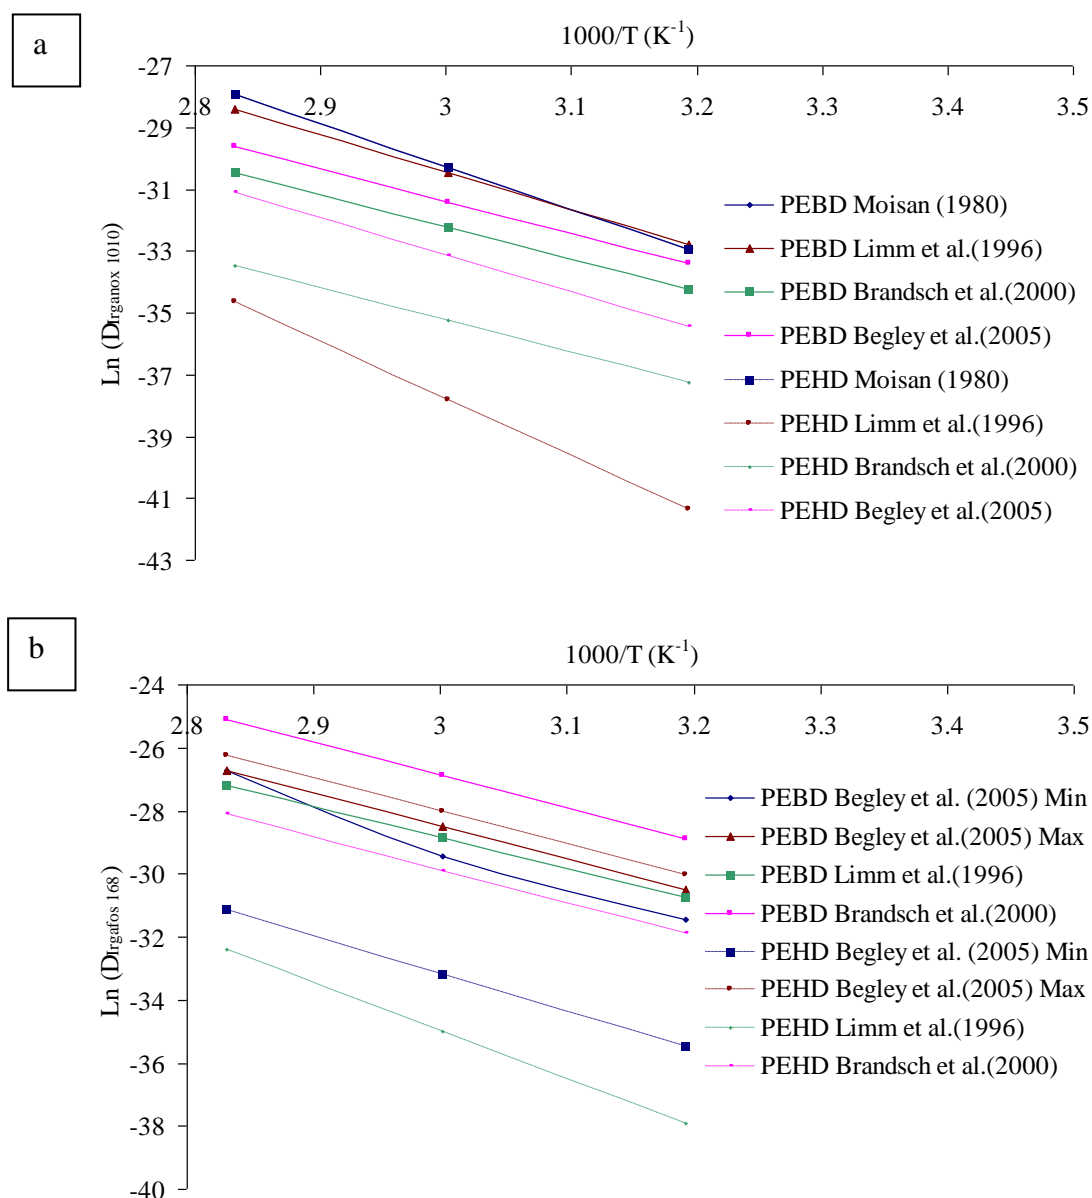 a
1000/T (K-1)
-27
2.8 2.9 3 3.1 3.2 3.3 3.4 3.5
-29
-31
-33
-35
-37
-39
-41
-43
Ln (DIrganox 1010)
PEBD Moisan (1980)
PEBD Limm et al.(1996)
PEBD Brandsch et al.(2000)
PEBD Begley et al.(2005)
PEHD Moisan (1980)
PEHD Limm et al.(1996)
PEHD Brandsch et al.(2000)
PEHD Begley et al.(2005)
b
1000/T (K-1)
-24
2.8 2.9 3 3.1 3.2 3.3 3.4 3.5
-26
-28
-30
-32
-34
-36
-38
-40
Ln (DIrgafos 168)
PEBD Begley et al. (2005) Min
PEBD Begley et al.(2005) Max
PEBD Limm et al.(1996)
PEBD Brandsch et al.(2000)
PEHD Begley et al. (2005) Min
PEHD Begley et al.(2005) Max
PEHD Limm et al.(1996)
PEHD Brandsch et al.(2000)